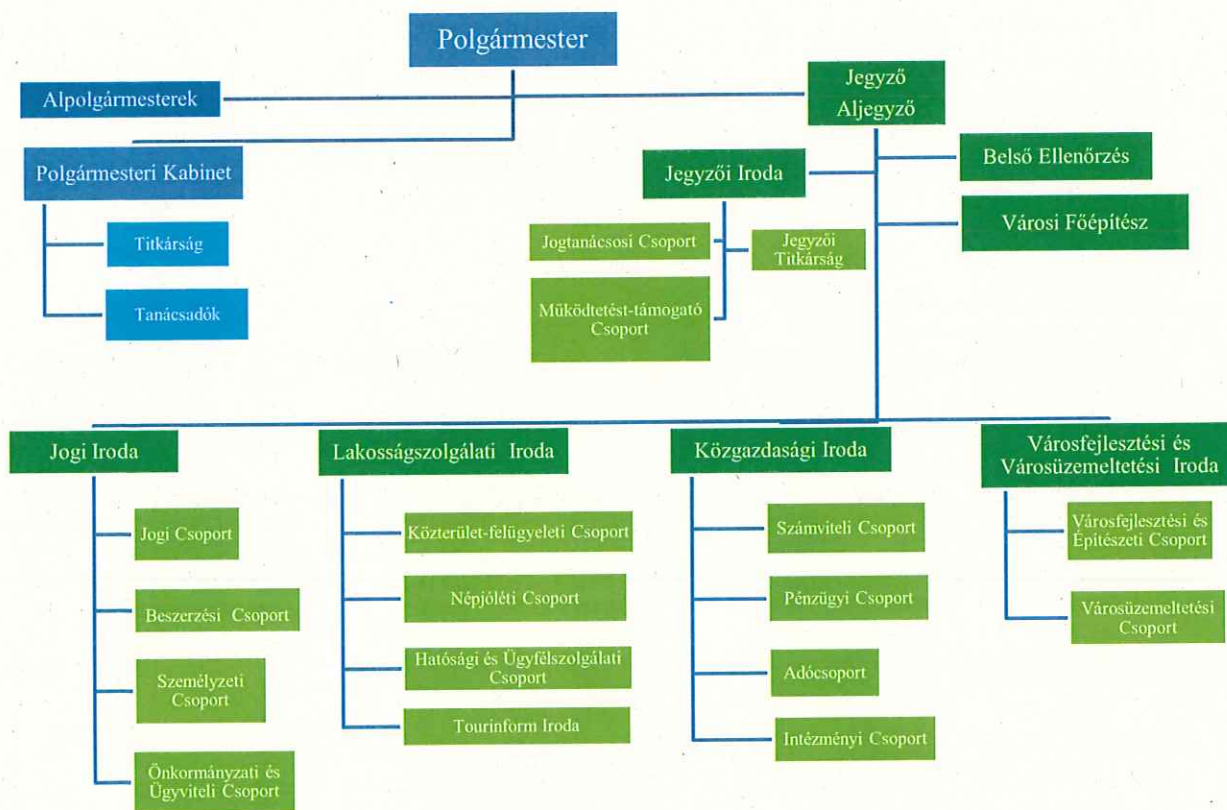 Polgármester
Alpolgármesterek
Jegyző
Aljegyző
Polgármesteri Kabinet
Titkárság
Tanácsadók
Jegyzői Iroda
Belső Ellenőrzés
Városi Főépítész
Jogtanácsosi Csoport
Jegyzői
Titkárság
Működtetést-támogató
Csoport
Jogi Iroda
Jogi Csoport
Beszerzési Csoport
Személyzeti
Csoport
Önkormányzati és
Ügyviteli Csoport
Lakosságszolgálati Iroda
Közterület-felügyeleti Csoport
Népjóléti Csoport
Hatósági és Ügyfélszolgálati
Csoport
Tourinform Iroda
Közgazdasági Iroda
Számviteli Csoport
Pénzügyi Csoport
Adócsoport
Intézményi Csoport
Városfejlesztési és
Városüzemeltetési Iroda
Városfejlesztési és
Építészeti Csoport
Városüzemeltetési
Csoport